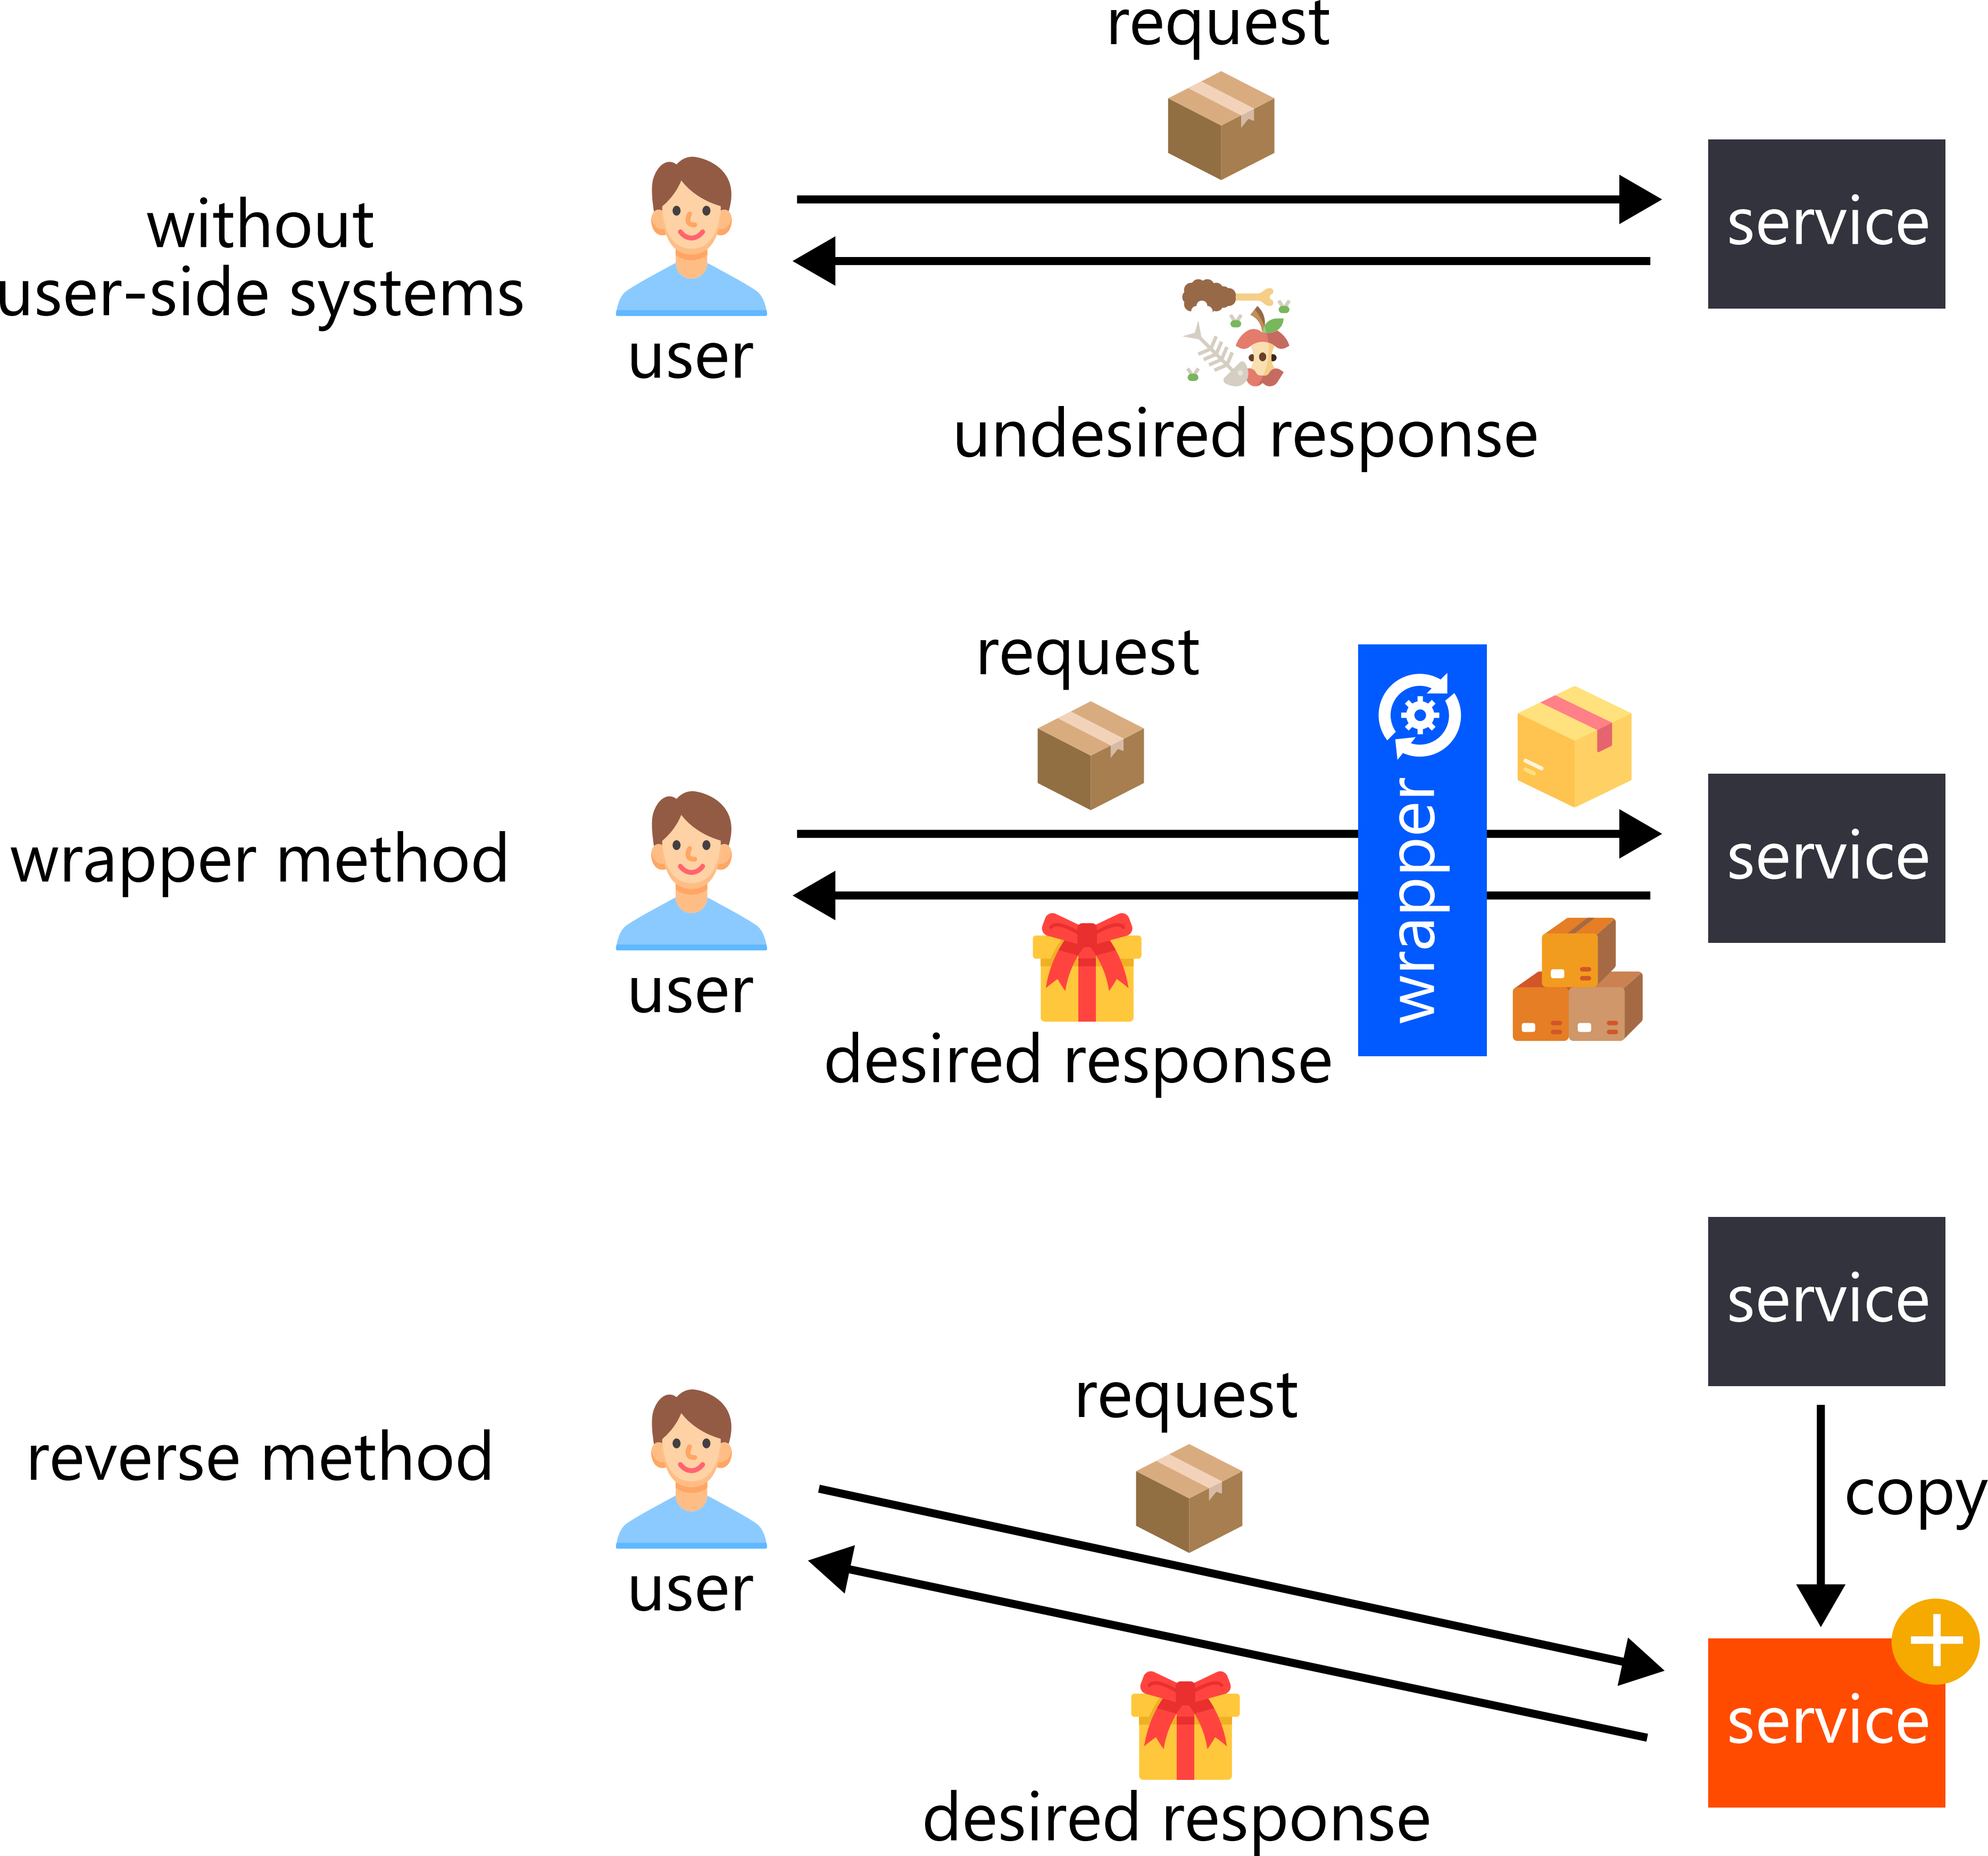 request
without
user-side systems
service
user
undesired response
request
wrapper
wrapper method
service
user
desired response
service
request
reverse method
copy
user
service
desired response